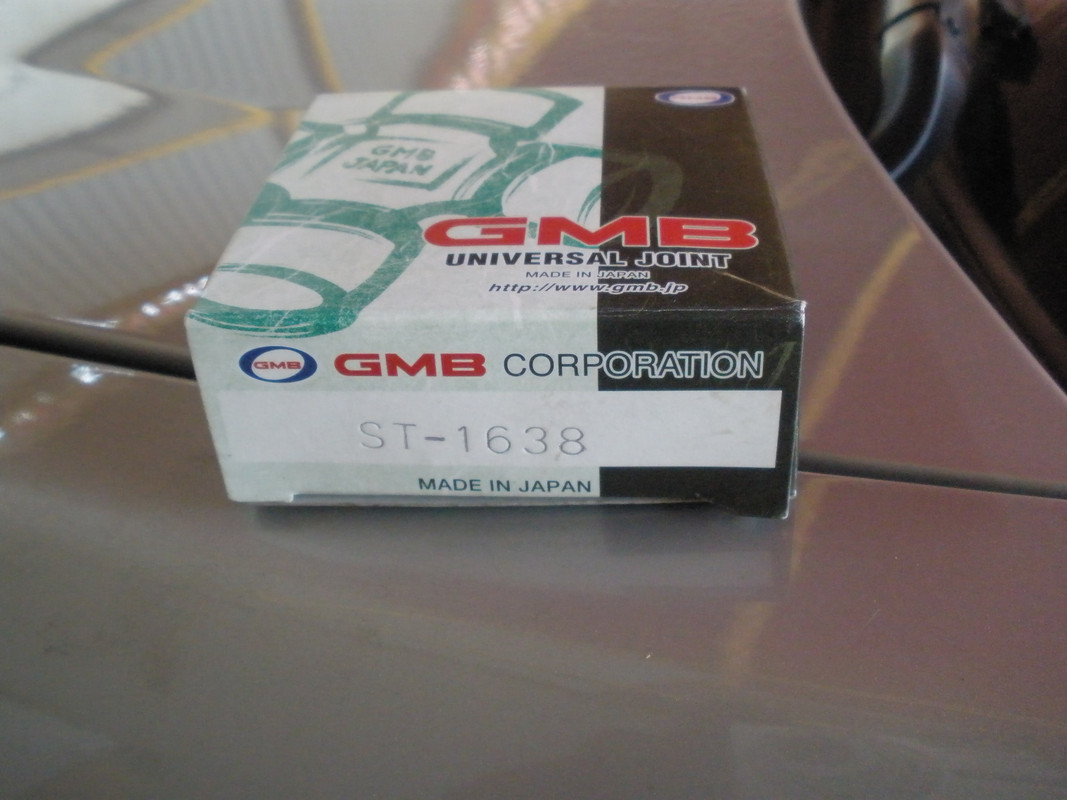 GMB
GMB
JAPAN
GMB
UNIVERSAL JOINT
MADE IN JAPAN
http://www.gmb.jp
GMB GMB CORPORATION
ST-1638
MADE IN JAPAN